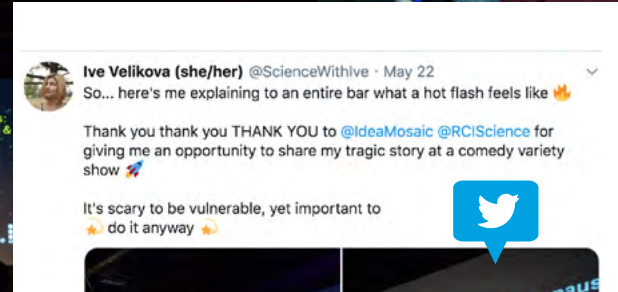 Ive Velikova (she/her) @ScienceWithIve · May 22
So... here's me explaining to an entire bar what a hot flash feels like 🔥
Thank you thank you THANK YOU to @IdeaMosaic @RCIScience for
giving me an opportunity to share my tragic story at a comedy variety
show 🚀
It's scary to be vulnerable, yet important to
💫 do it anyway 💫